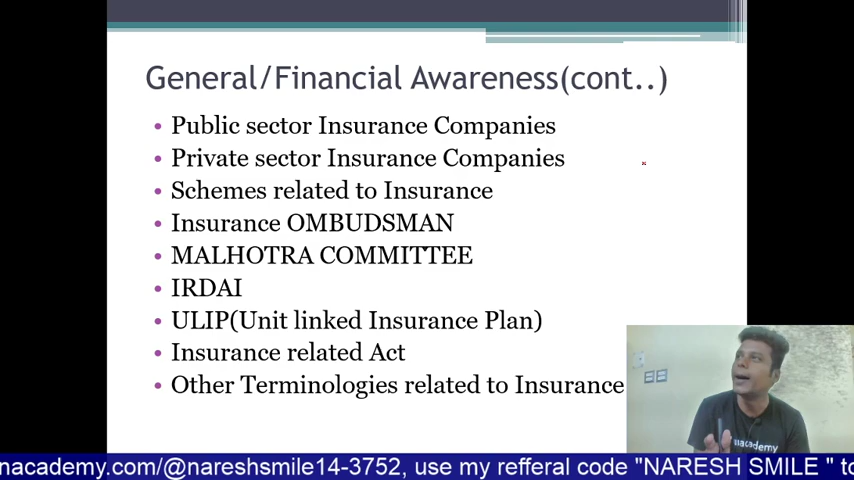 General/Financial Awareness(cont..)
• Public sector Insurance Companies
• Private sector Insurance Companies
• Schemes related to Insurance
• Insurance OMBUDSMAN
• MALHOTRA COMMITTEE
• IRDAI
• ULIP(Unit linked Insurance Plan)
• Insurance related Act
• Other Terminologies related to Insurance
nacademy
nacademy.com/@nareshsmile14-3752, use my refferal code "NARESH SMILE " to